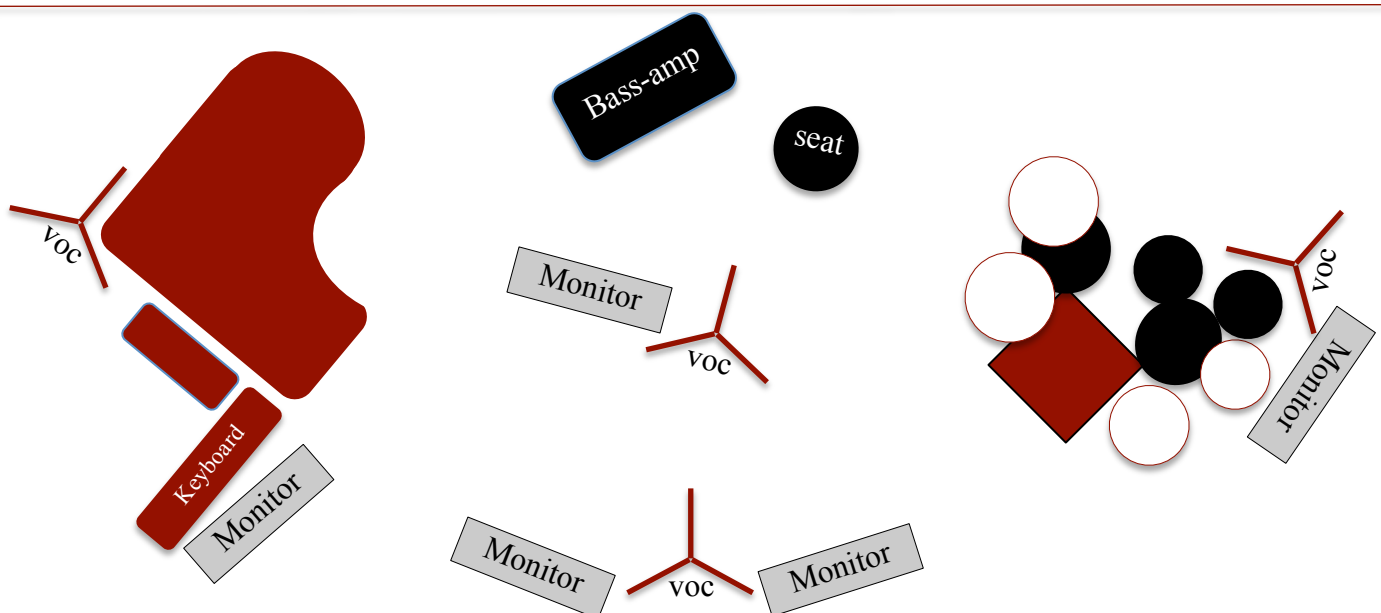 Bass-amp
seat
voc
voc
Monitor
voc
Monitor
Keyboard
Monitor
Monitor
voc
Monitor